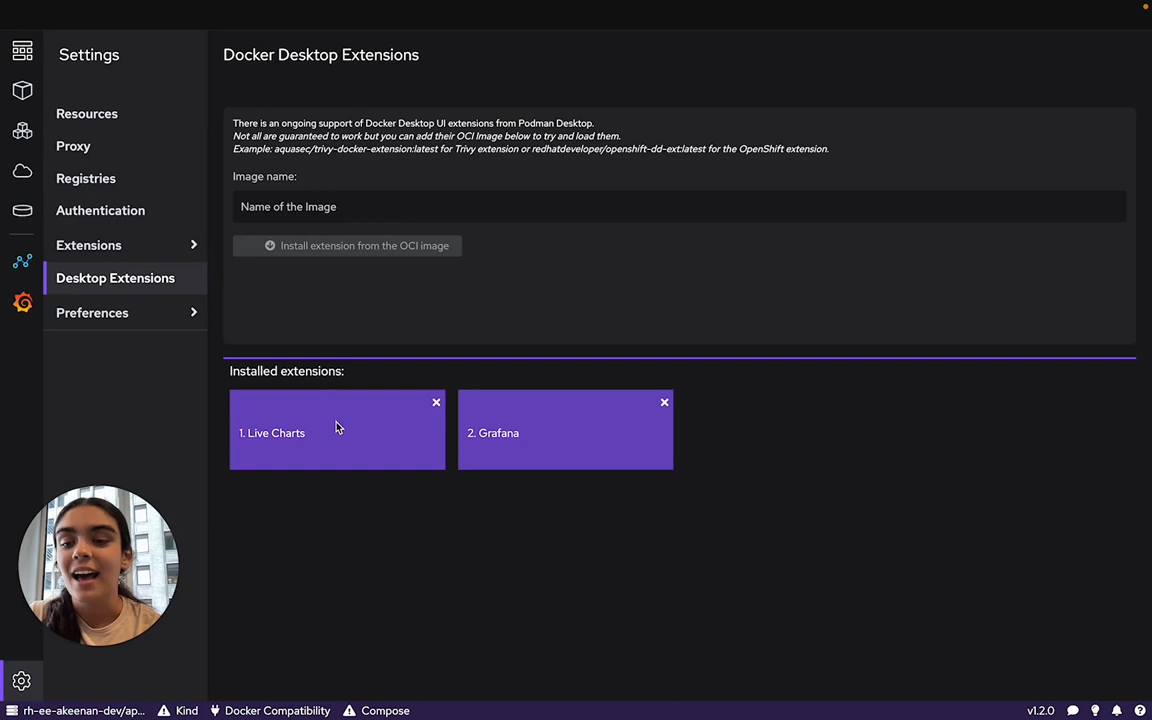 Settings
Resources
Proxy
Registries
Authentication
Extensions
Desktop Extensions
Preferences
Docker Desktop Extensions
There is an ongoing support of Docker Desktop UI extensions from Podman Desktop.
Not all are guaranteed to work but you can add their OCI Image below to try and load them.
Example: aquasec/trivy-docker-extension:latest for Trivy extension or redhatdeveloper/openshift-dd-ext:latest for the OpenShift extension.
Image name:
Name of the Image
Install extension from the OCI image
Installed extensions:
1. Live Charts
2. Grafana
rh-ee-akeenan-dev/ap... Kind Docker Compatibility Compose v1.2.0